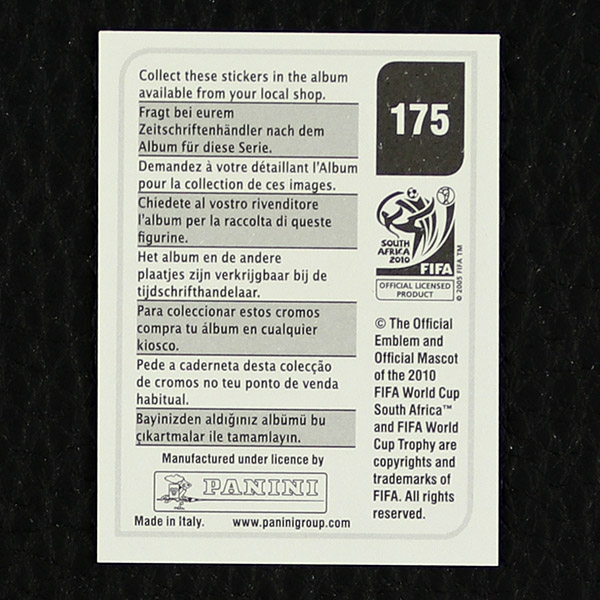 Collect these stickers in the album
available from your local shop.
Fragt bei eurem
Zeitschriftenhändler nach dem
Album für diese Serie.
Demandez à votre détaillant l'Album
pour la collection de ces images.
Chiedete al vostro rivenditore
l'album per la raccolta di queste
figurine.
Het album en de andere
plaatjes zijn verkrijgbaar bij de
tijdschrifthandelaar.
Para coleccionar estos cromos
compra tu álbum en cualquier
kiosco.
Pede a caderneta desta colecção
de cromos no teu ponto de venda
habitual.
Bayinizden aldığınız albümü bu
çıkartmalar ile tamamlayın.
Manufactured under licence by
PANINI
Made in Italy. www.paninigroup.com
175
SOUTH
AFRICA
2010
FIFA
© 2005 FIFA TM
OFFICIAL LICENSED
PRODUCT
© The Official
Emblem and
Official Mascot
of the 2010
FIFA World Cup
South Africa™
and FIFA World
Cup Trophy are
copyrights and
trademarks of
FIFA. All rights
reserved.